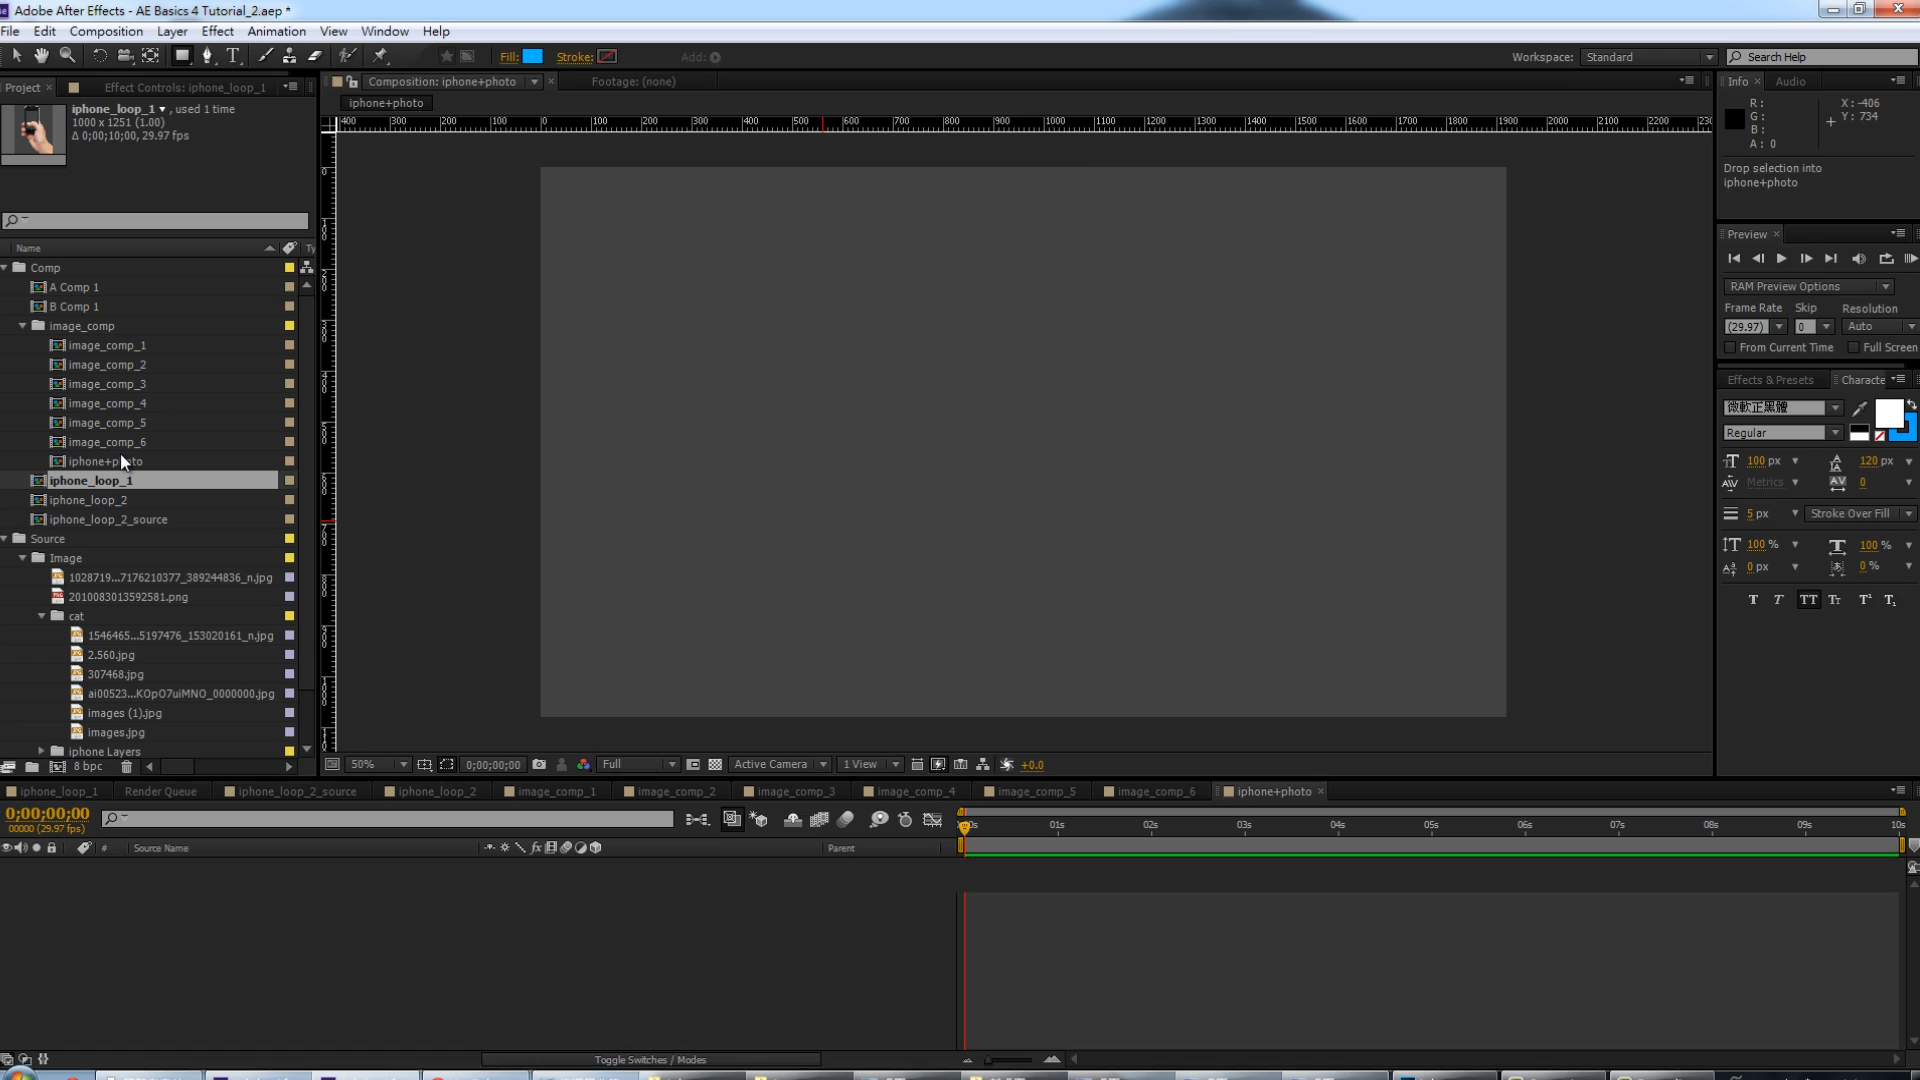 Adobe After Effects - AE Basics 4 Tutorial_2.aep *
File Edit Composition Layer Effect Animation View Window Help
Fill: Stroke: Add: Workspace: Standard Search Help
Project × Effect Controls: iphone_loop_1
iphone_loop_1 , used 1 time
1000 x 1251 (1.00)
Δ 0;00;10;00, 29.97 fps
Name Ty
Comp
A Comp 1
B Comp 1
image_comp
image_comp_1
image_comp_2
image_comp_3
image_comp_4
image_comp_5
image_comp_6
iphone_loop_1
iphone_loop_2
iphone_loop_2_source
Source
Image
1028719...7176210377_389244836_n.jpg
2010083013592581.png
cat
1546465...5197476_153020161_n.jpg
2.560.jpg
307468.jpg
ai00523...KOpO7uiMNO_0000000.jpg
images (1).jpg
images.jpg
iphone Layers
8 bpc
Composition: iphone+photo × Footage: (none)
iphone+photo
400 300 200 100 0 100 200 300 400 500 600 700 800 900 1000 1100 1200 1300 1400 1500 1600 1700 1800 1900 2000 2100 2200 230
50% 0;00;00;00 Full Active Camera 1 View +0.0
Info × Audio
R: X: -406
G: Y: 734
B:
A: 0
Drop selection into
iphone+photo
Preview ×
RAM Preview Options
Frame Rate Skip Resolution
(29.97) 0 Auto
From Current Time Full Screen
Effects & Presets Characte
微軟正黑體
Regular
100 px 120 px
Metrics 0
5 px Stroke Over Fill
100 % 100 %
0 px 0 %
T T TT Tт T¹ T₁
iphone_loop_1 Render Queue iphone_loop_2_source iphone_loop_2 image_comp_1 image_comp_2 image_comp_3 image_comp_4 image_comp_5 image_comp_6 iphone+photo ×
0;00;00;00
00000 (29.97 fps)
01s 02s 03s 04s 05s 06s 07s 08s 09s 10s
# Source Name fx Parent
Toggle Switches / Modes